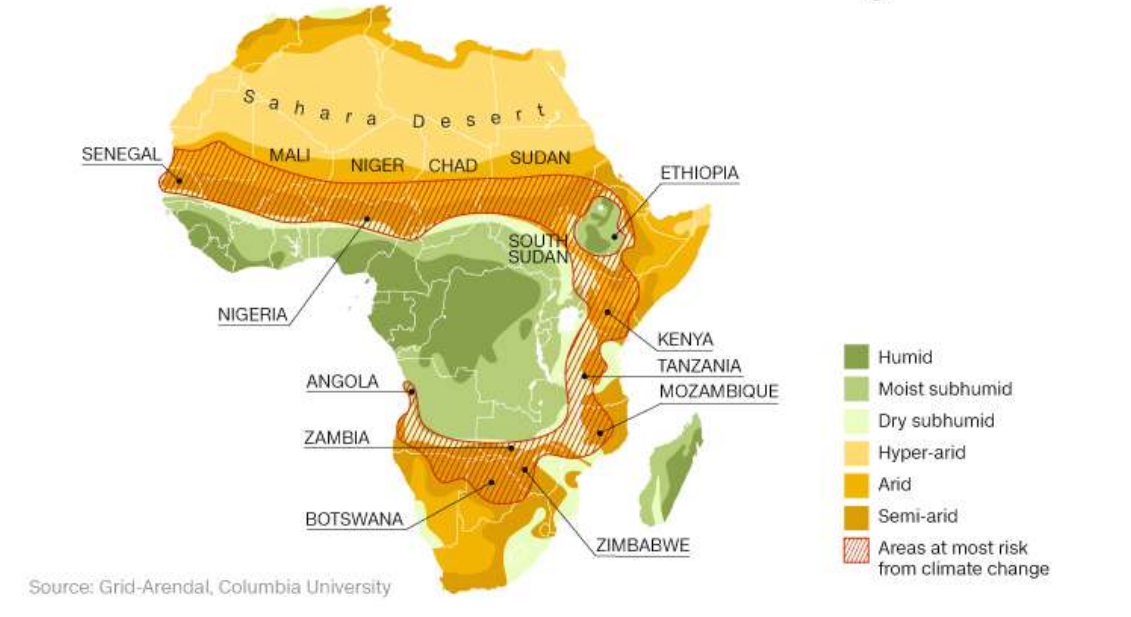 Sahara Desert
SENEGAL
MALI
NIGER
CHAD
SUDAN
ETHIOPIA
SOUTH
SUDAN
NIGERIA
KENYA
TANZANIA
ANGOLA
MOZAMBIQUE
ZAMBIA
BOTSWANA
ZIMBABWE
Humid
Moist subhumid
Dry subhumid
Hyper-arid
Arid
Semi-arid
Areas at most risk
from climate change
Source: Grid-Arendal, Columbia University